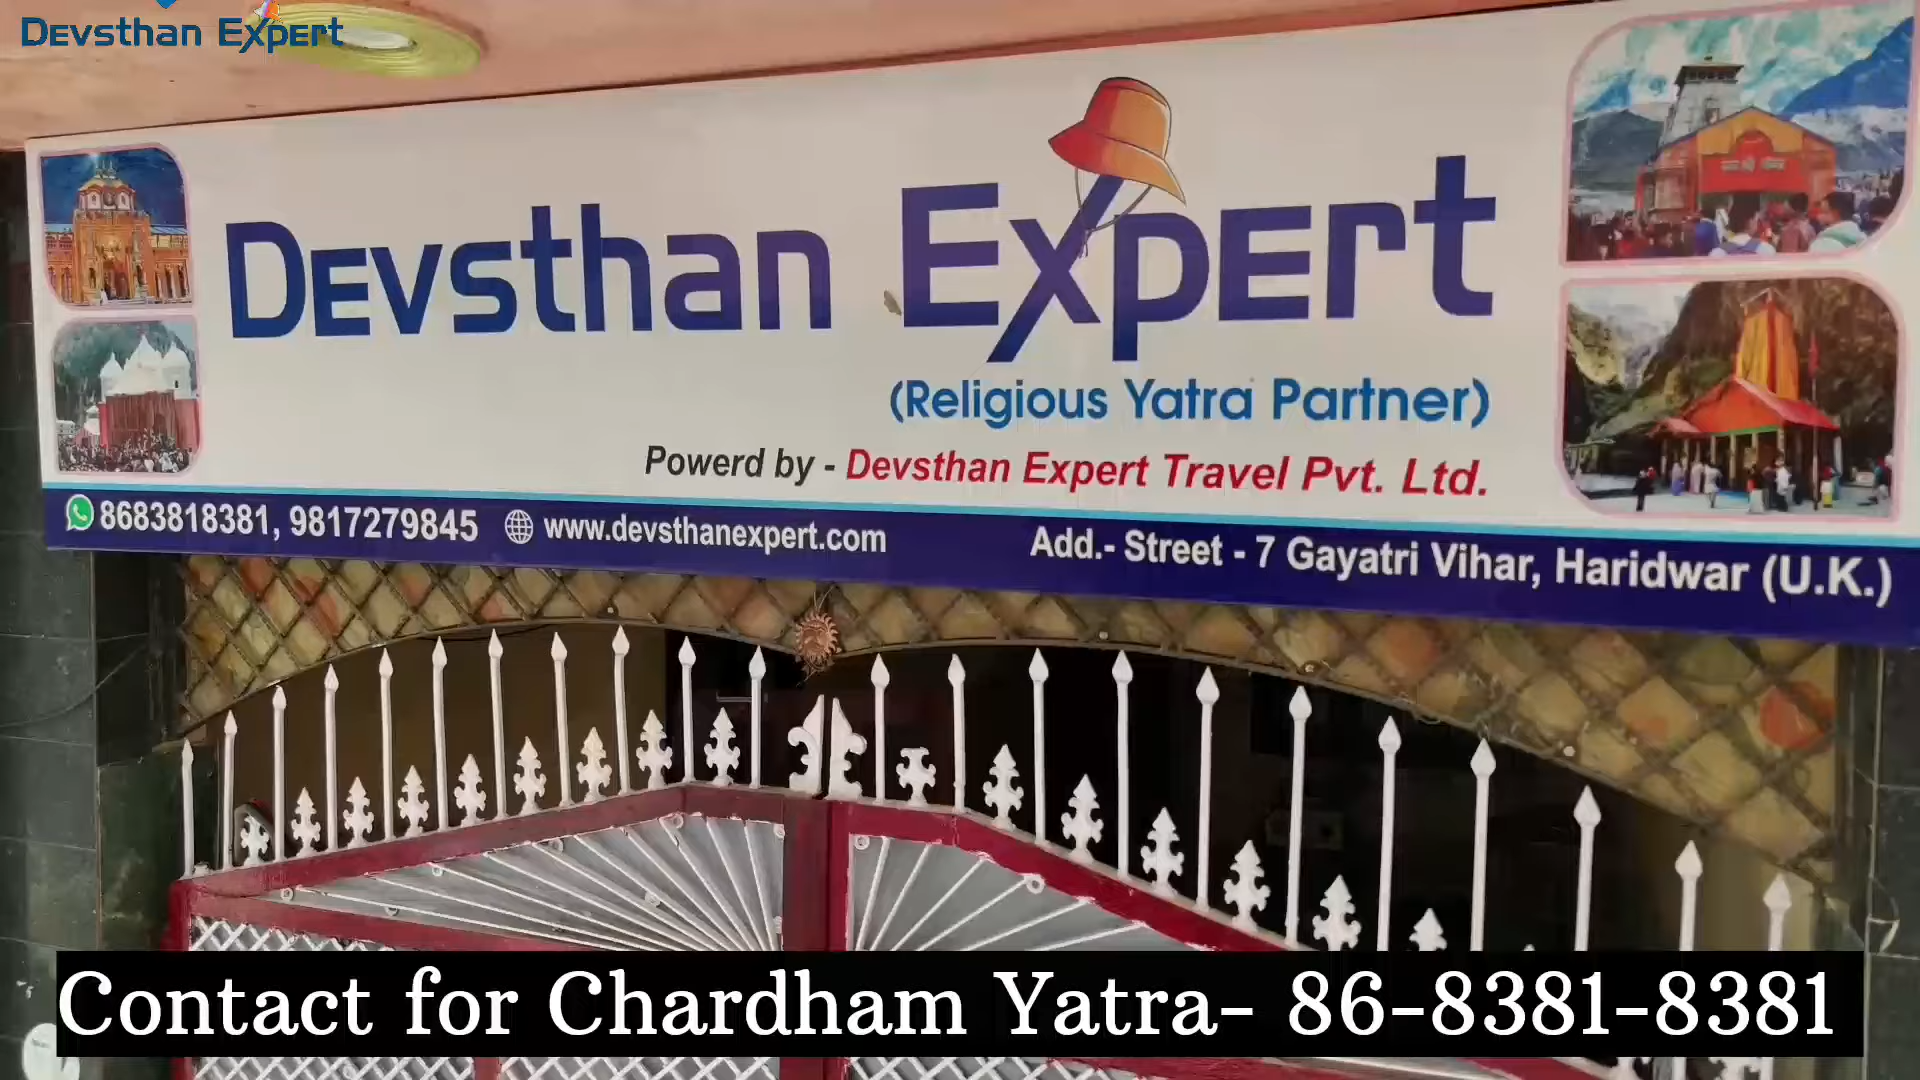 Devsthan Expert
Devsthan Expert
(Religious Yatra Partner)
Powerd by - Devsthan Expert Travel Pvt. Ltd.
8683818381, 9817279845 www.devsthanexpert.com Add.- Street - 7 Gayatri Vihar, Haridwar (U.K.)
Contact for Chardham Yatra- 86-8381-8381